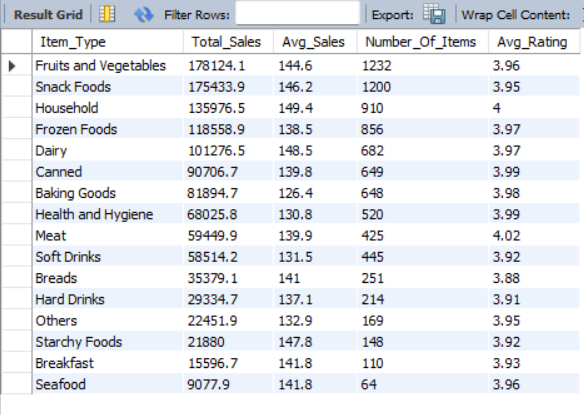 Result Grid Filter Rows: Export: Wrap Cell Content:
Item_Type Total_Sales Avg_Sales Number_Of_Items Avg_Rating
Fruits and Vegetables 178124.1 144.6 1232 3.96
Snack Foods 175433.9 146.2 1200 3.95
Household 135976.5 149.4 910 4
Frozen Foods 118558.9 138.5 856 3.97
Dairy 101276.5 148.5 682 3.97
Canned 90706.7 139.8 649 3.99
Baking Goods 81894.7 126.4 648 3.98
Health and Hygiene 68025.8 130.8 520 3.99
Meat 59449.9 139.9 425 4.02
Soft Drinks 58514.2 131.5 445 3.92
Breads 35379.1 141 251 3.88
Hard Drinks 29334.7 137.1 214 3.91
Others 22451.9 132.9 169 3.95
Starchy Foods 21880 147.8 148 3.92
Breakfast 15596.7 141.8 110 3.93
Seafood 9077.9 141.8 64 3.96